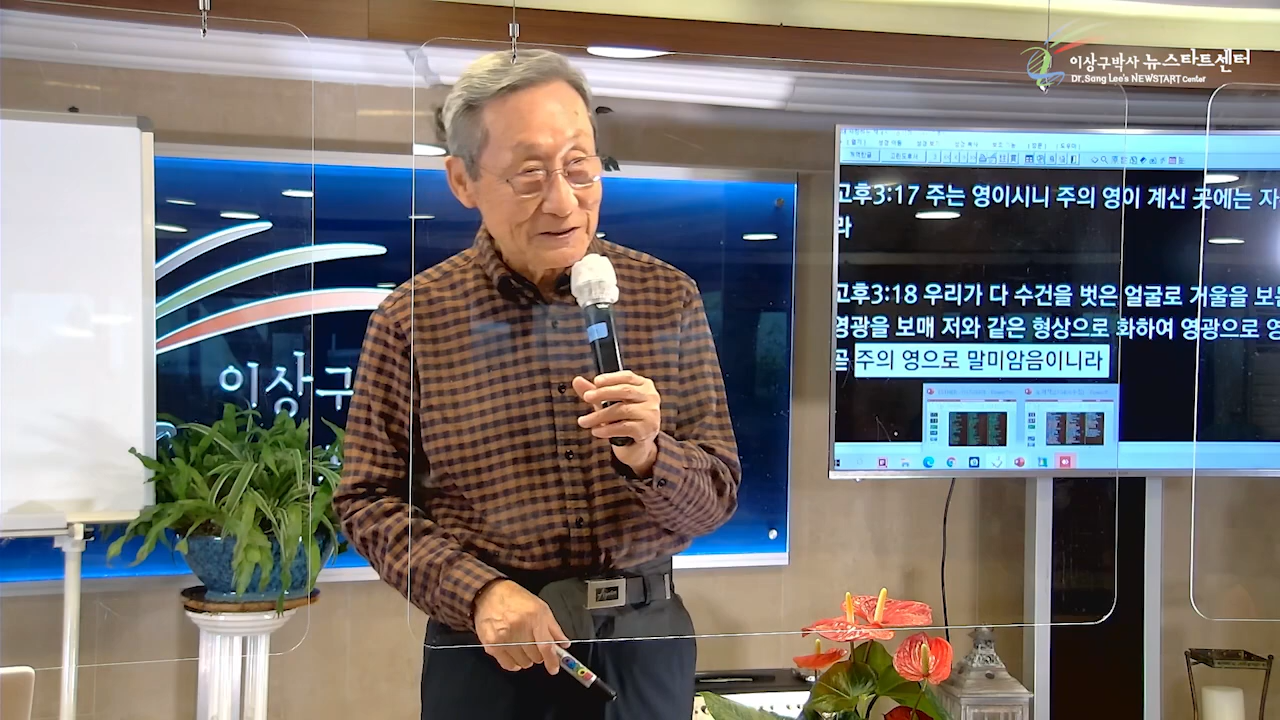 이상구박사 뉴스타트센터
Dr. Sang Lee's NEWSTART Center
고후3:17 주는 영이시니 주의 영이 계신 곳에는 자
라
고후3:18 우리가 다 수건을 벗은 얼굴로 거울을 보
영광을 보매 저와 같은 형상으로 화하여 영광으로
곧 주의 영으로 말미암음이니라
이상구